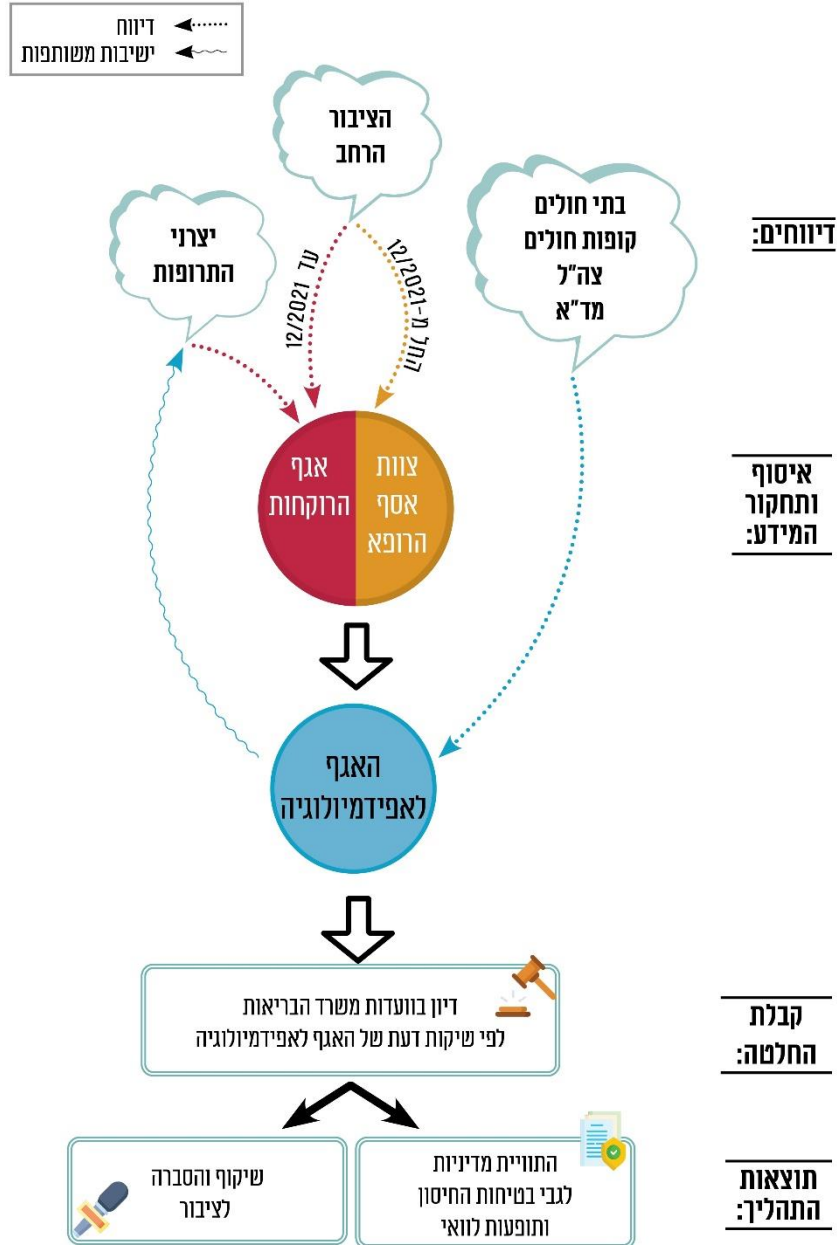 דיווח
ישיבות משותפות
הציבור
הרחב
בתי חולים
קופות חולים
צה"ל
מד"א
דיווחים:
יצרני
התרופות
החל מ-12/2021
עד 12/2021
איסוף
ותחקור
המידע:
צוות
אסף
הרופא
אגף
הרוקחות
האגף
לאפידמיולוגיה
קבלת
החלטה:
דיון בוועדות משרד הבריאות
לפי שיקות דעת של האגף לאפידמיולוגיה
תוצאות
התהליך:
התוויית מדיניות
לגבי בטיחות החיסון
ותופעות לוואי
שיקוף והסברה
לציבור